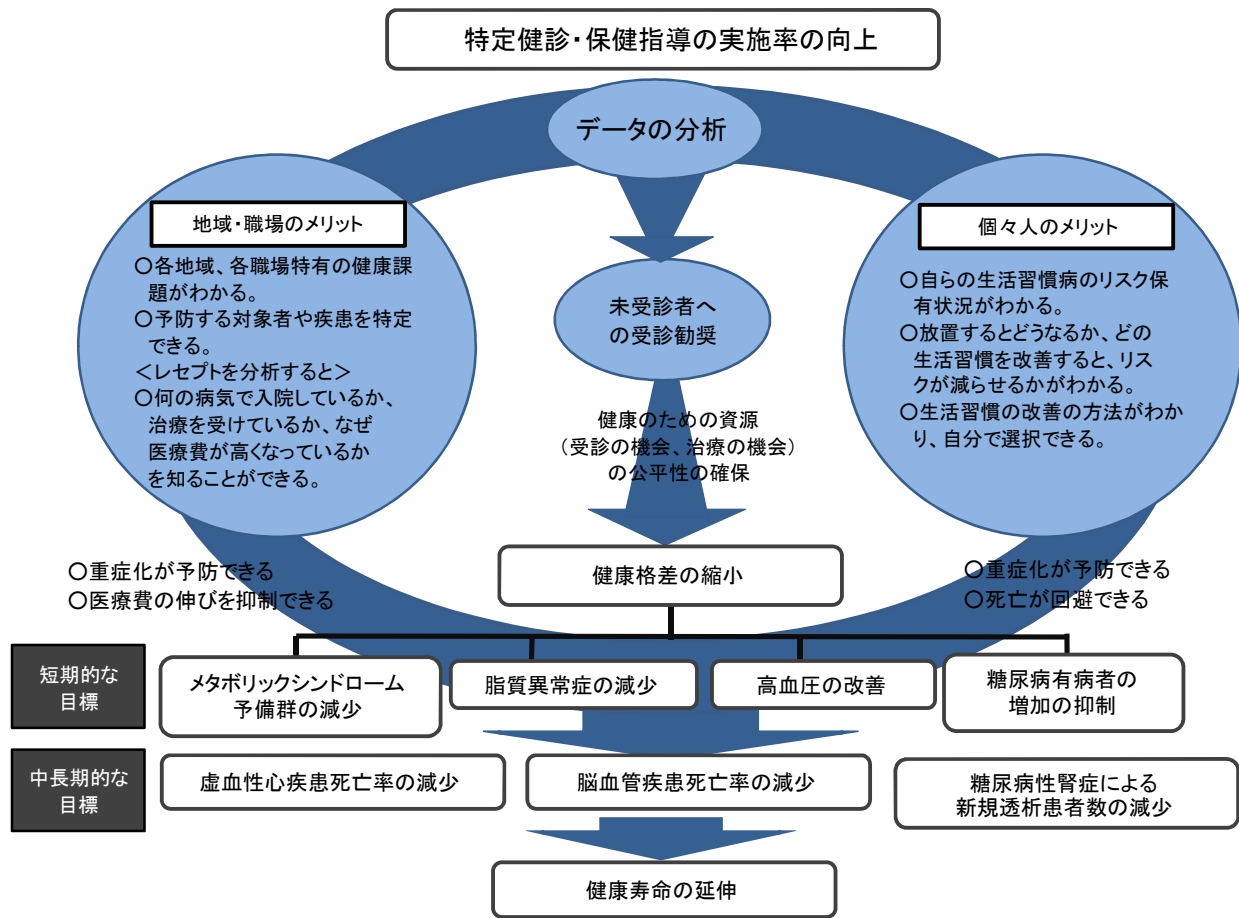 特定健診・保健指導の実施率の向上
データの分析
地域・職場のメリット
〇各地域、各職場特有の健康課
題がわかる。
〇予防する対象者や疾患を特定
できる。
＜レセプトを分析すると＞
〇何の病気で入院しているか、
治療を受けているか、なぜ
医療費が高くなっているか
を知ることができる。
未受診者へ
の受診勧奨
個々人のメリット
〇自らの生活習慣病のリスク保
有状況がわかる。
〇放置するとどうなるか、どの
生活習慣を改善すると、リス
クが減らせるかがわかる。
〇生活習慣の改善の方法がわか
り、自分で選択できる。
健康のための資源
（受診の機会、治療の機会）
の公平性の確保
〇重症化が予防できる
〇医療費の伸びを抑制できる
健康格差の縮小
〇重症化が予防できる
〇死亡が回避できる
短期的な
目標
メタボリックシンドローム
予備群の減少
脂質異常症の減少
高血圧の改善
糖尿病有病者の
増加の抑制
中長期的な
目標
虚血性心疾患死亡率の減少
脳血管疾患死亡率の減少
糖尿病性腎症による
新規透析患者数の減少
健康寿命の延伸